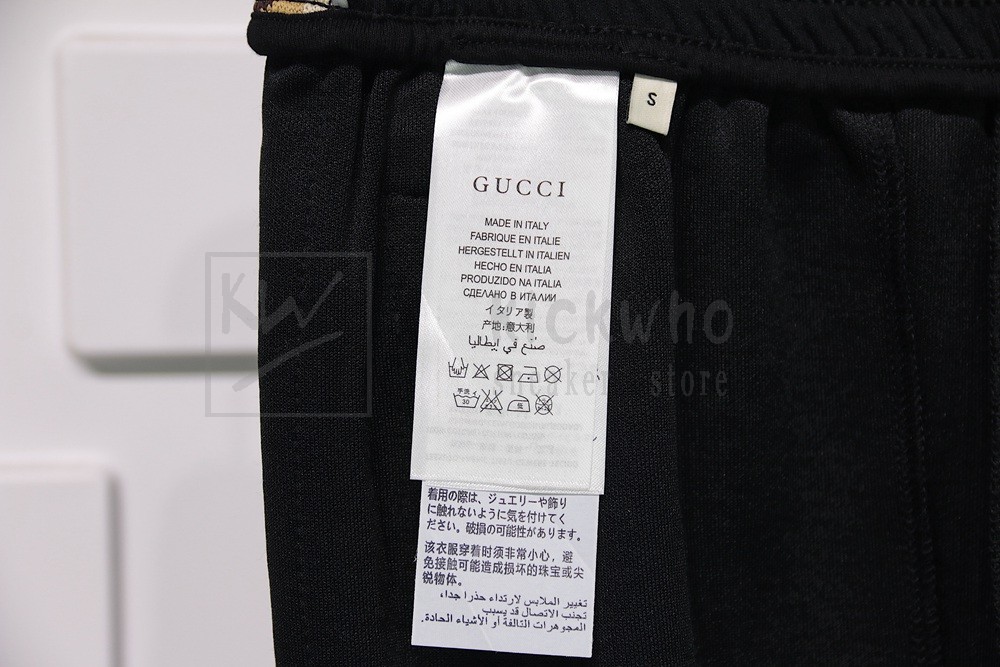 S
GUCCI
MADE IN ITALY
FABRIQUE EN ITALIE
HERGESTELLT IN ITALIEN
HECHO EN ITALIA
PRODUZIDO NA ITALIA
СДЕЛАНО В ИТАЛИИ
イタリア製
产地:意大利
صنع في إيطاليا
手洗
30
低
KW
kickwho
sneaker store
着用の際は、ジュエリーや飾り
に触れないように気を付けてく
ださい。破損の可能性があります。
该衣服穿着时须非常小心，避
免接触可能造成损坏的珠宝或尖
锐物体。
تغيير الملابس لارتداء حذرا جدا،
تجنب الاتصال قد يسبب
المجوهرات التالفة أو الأشياء الحادة.